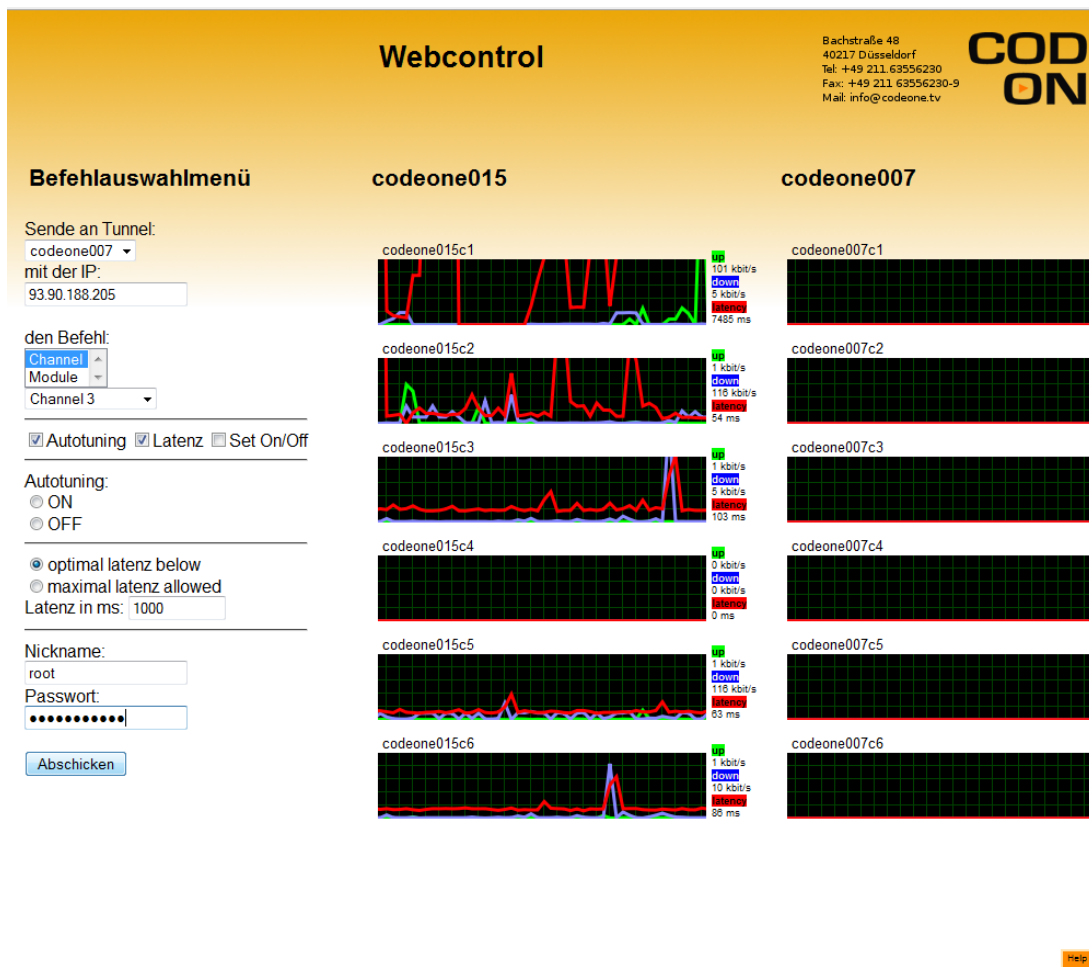 Webcontrol
Bachstraße 48
40217 Düsseldorf
Tel: +49 211.63556230
Fax: +49 211 63556230-9
Mail: info@codeone.tv
COD
ON
Befehlauswahlmenü
Sende an Tunnel:
codeone007
mit der IP:
93.90.188.205
den Befehl:
Channel
Module
Channel 3
Autotuning Latenz Set On/Off
Autotuning:
ON
OFF
optimal latenz below
maximal latenz allowed
Latenz in ms: 1000
Nickname:
root
Passwort:
Abschicken
codeone015
codeone015c1
up
101 kbit/s
down
5 kbit/s
latency
7485 ms
codeone015c2
up
1 kbit/s
down
116 kbit/s
latency
54 ms
codeone015c3
up
1 kbit/s
down
5 kbit/s
latency
103 ms
codeone015c4
up
0 kbit/s
down
0 kbit/s
latency
0 ms
codeone015c5
up
1 kbit/s
down
116 kbit/s
latency
63 ms
codeone015c6
up
1 kbit/s
down
10 kbit/s
latency
86 ms
codeone007
codeone007c1
codeone007c2
codeone007c3
codeone007c4
codeone007c5
codeone007c6
Help